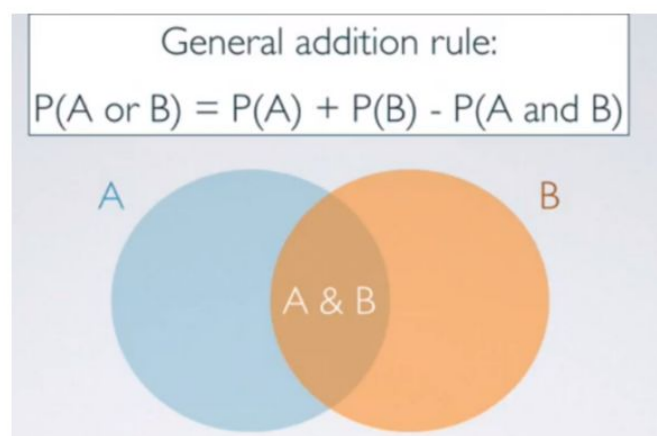 General addition rule:
P(A or B) = P(A) + P(B) - P(A and B)
A
B
A & B